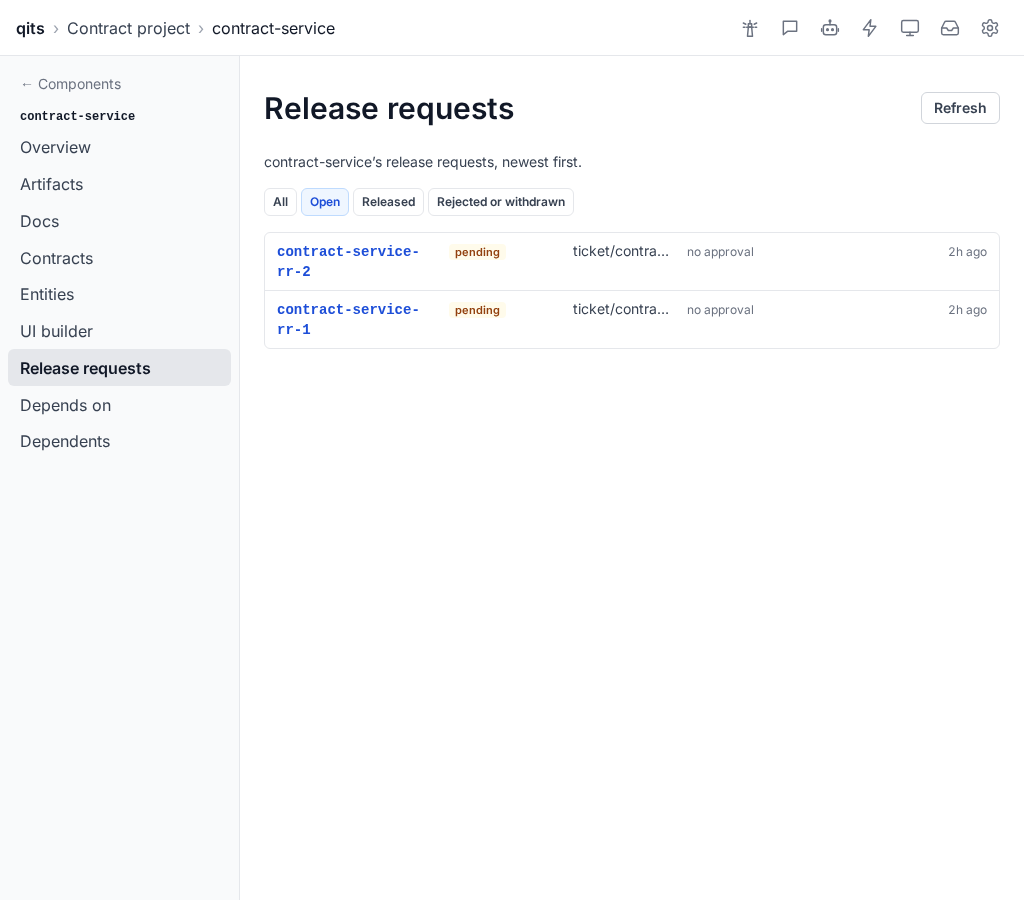 qits › Contract project › contract-service
← Components
contract-service
Overview
Artifacts
Docs
Contracts
Entities
UI builder
Release requests
Depends on
Dependents
Release requests
Refresh
contract-service’s release requests, newest first.
All Open Released Rejected or withdrawn
contract-service- pending ticket/contra… no approval 2h ago
rr-2
contract-service- pending ticket/contra… no approval 2h ago
rr-1